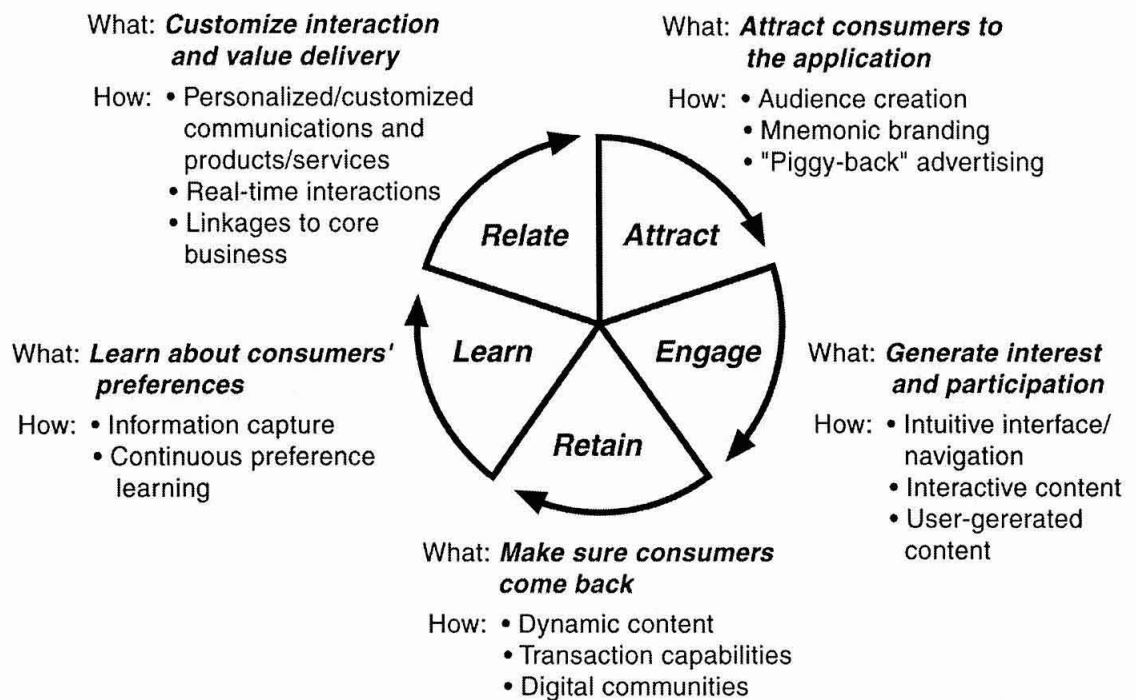 What: Customize interaction
and value delivery
How: • Personalized/customized
communications and
products/services
• Real-time interactions
• Linkages to core
business
What: Attract consumers to
the application
How: • Audience creation
• Mnemonic branding
• "Piggy-back" advertising
Relate
Attract
Learn
Engage
Retain
What: Learn about consumers'
preferences
How: • Information capture
• Continuous preference
learning
What: Generate interest
and participation
How: • Intuitive interface/
navigation
• Interactive content
• User-gererated
content
What: Make sure consumers
come back
How: • Dynamic content
• Transaction capabilities
• Digital communities